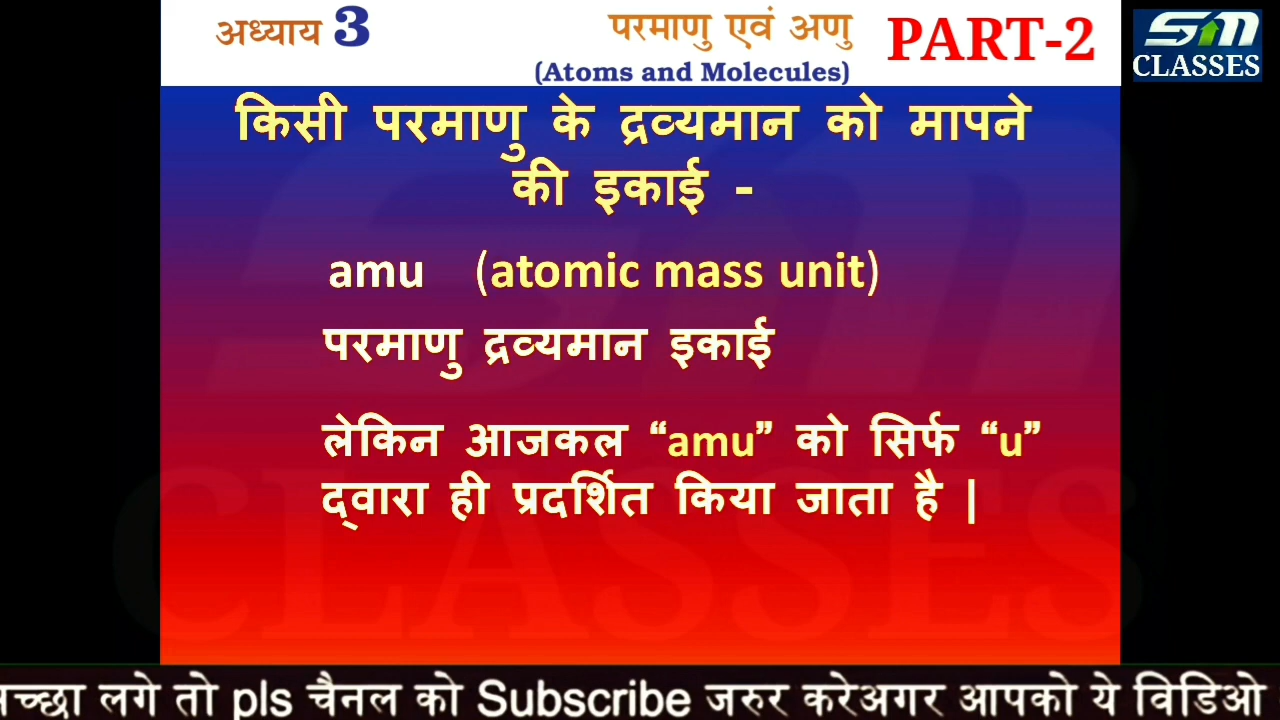 अध्याय 3
परमाणु एवं अणु
(Atoms and Molecules)
PART-2
SM
CLASSES
किसी परमाणु के द्रव्यमान को मापने
की इकाई -
amu (atomic mass unit)
परमाणु द्रव्यमान इकाई
लेकिन आजकल “amu” को सिर्फ “u”
द्वारा ही प्रदर्शित किया जाता है |
CLASSES
लगे तो pls चैनल को Subscribe जरुर करेअगर आपको ये विडिओ